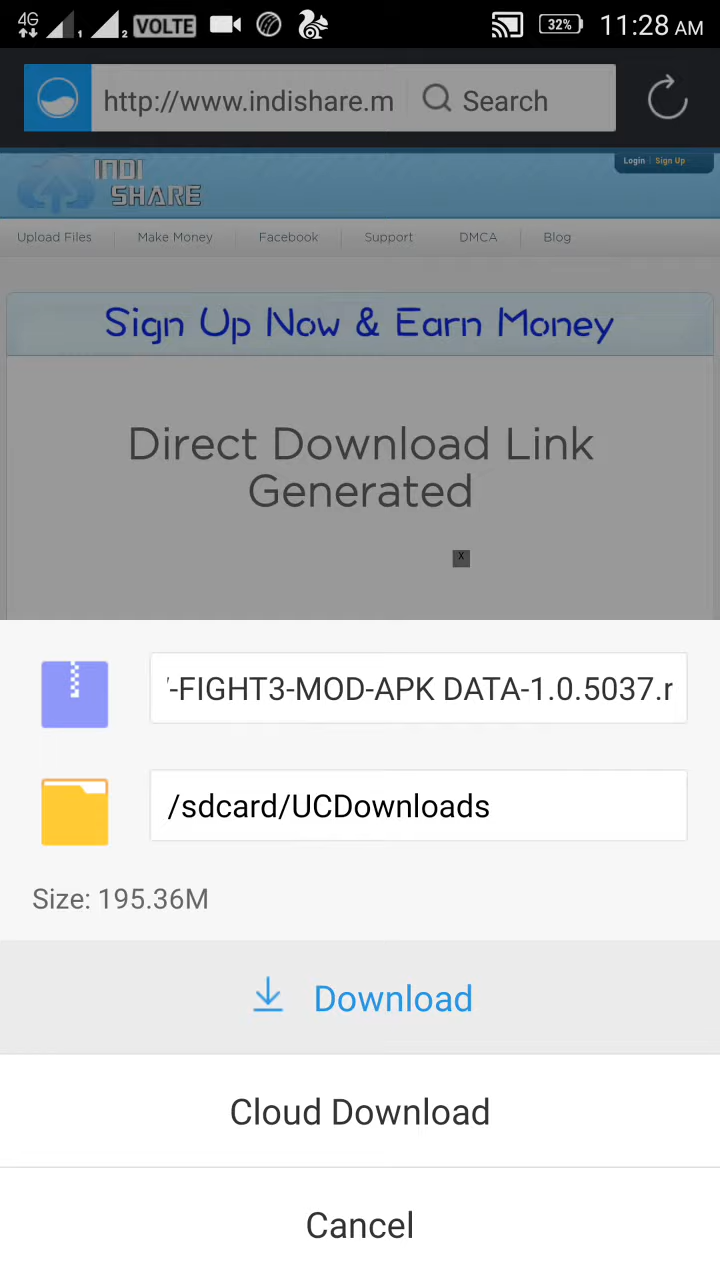 4G
1
2
VOLTE
32%
11:28 AM
http://www.indishare.m
Search
INDI
SHARE
Login | Sign Up
Upload Files
Make Money
Facebook
Support
DMCA
Blog
Sign Up Now & Earn Money
Direct Download Link
Generated
X
-FIGHT3-MOD-APK DATA-1.0.5037.r
/sdcard/UCDownloads
Size: 195.36M
Download
Cloud Download
Cancel